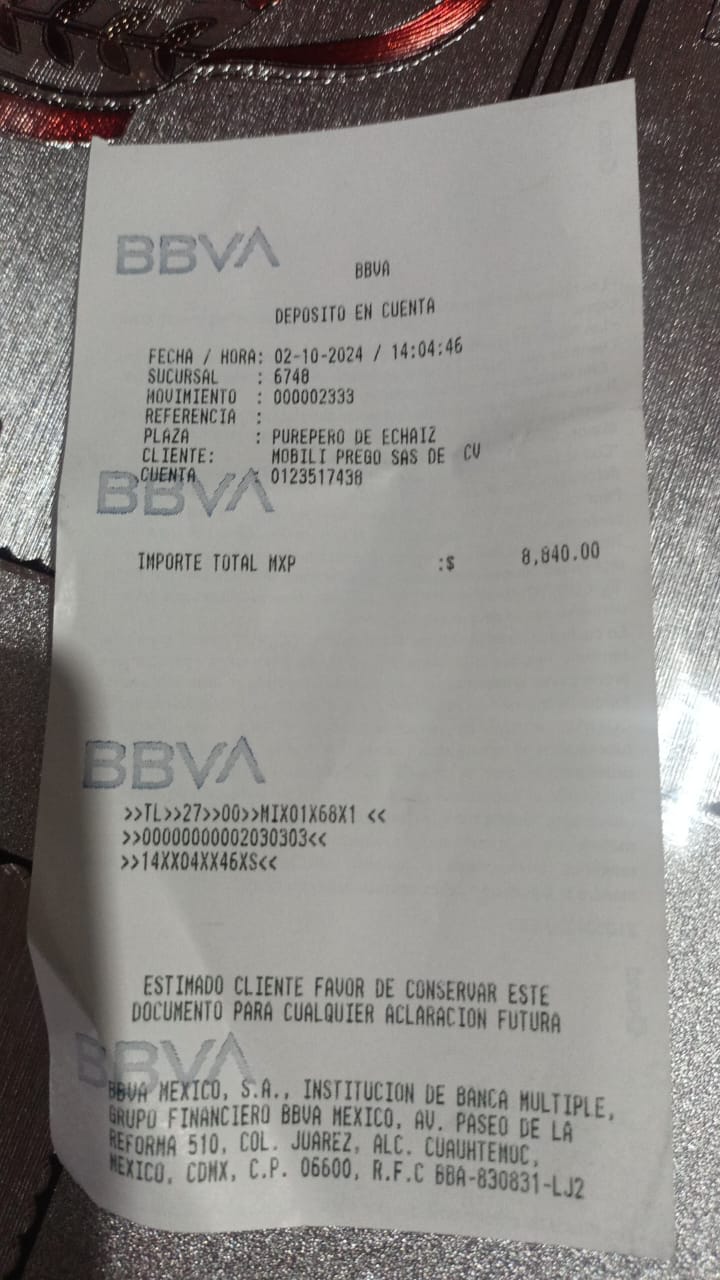 BBVA
BBVA
DEPOSITO EN CUENTA
FECHA / HORA: 02-10-2024 / 14:04:46
SUCURSAL : 6748
MOVIMIENTO : 000002333
REFERENCIA :
PLAZA : PUREPERO DE ECHAIZ
CLIENTE: MOBILI PREGO SAS DE CV
CUENTA : 0123517438
BBVA
IMPORTE TOTAL MXP :$ 8,840.00
BBVA
>>TL>>27>>00>>MIX01X68X1 <<
>>00000000002030303<<
>>14XX04XX46XS<<
ESTIMADO CLIENTE FAVOR DE CONSERVAR ESTE
DOCUMENTO PARA CUALQUIER ACLARACION FUTURA
BBVA
BBVA MEXICO, S.A., INSTITUCION DE BANCA MULTIPLE,
GRUPO FINANCIERO BBVA MEXICO, AV. PASEO DE LA
REFORMA 510, COL. JUAREZ, ALC. CUAUHTEMOC,
MEXICO, CDMX, C.P. 06600, R.F.C BBA-830831-LJ2